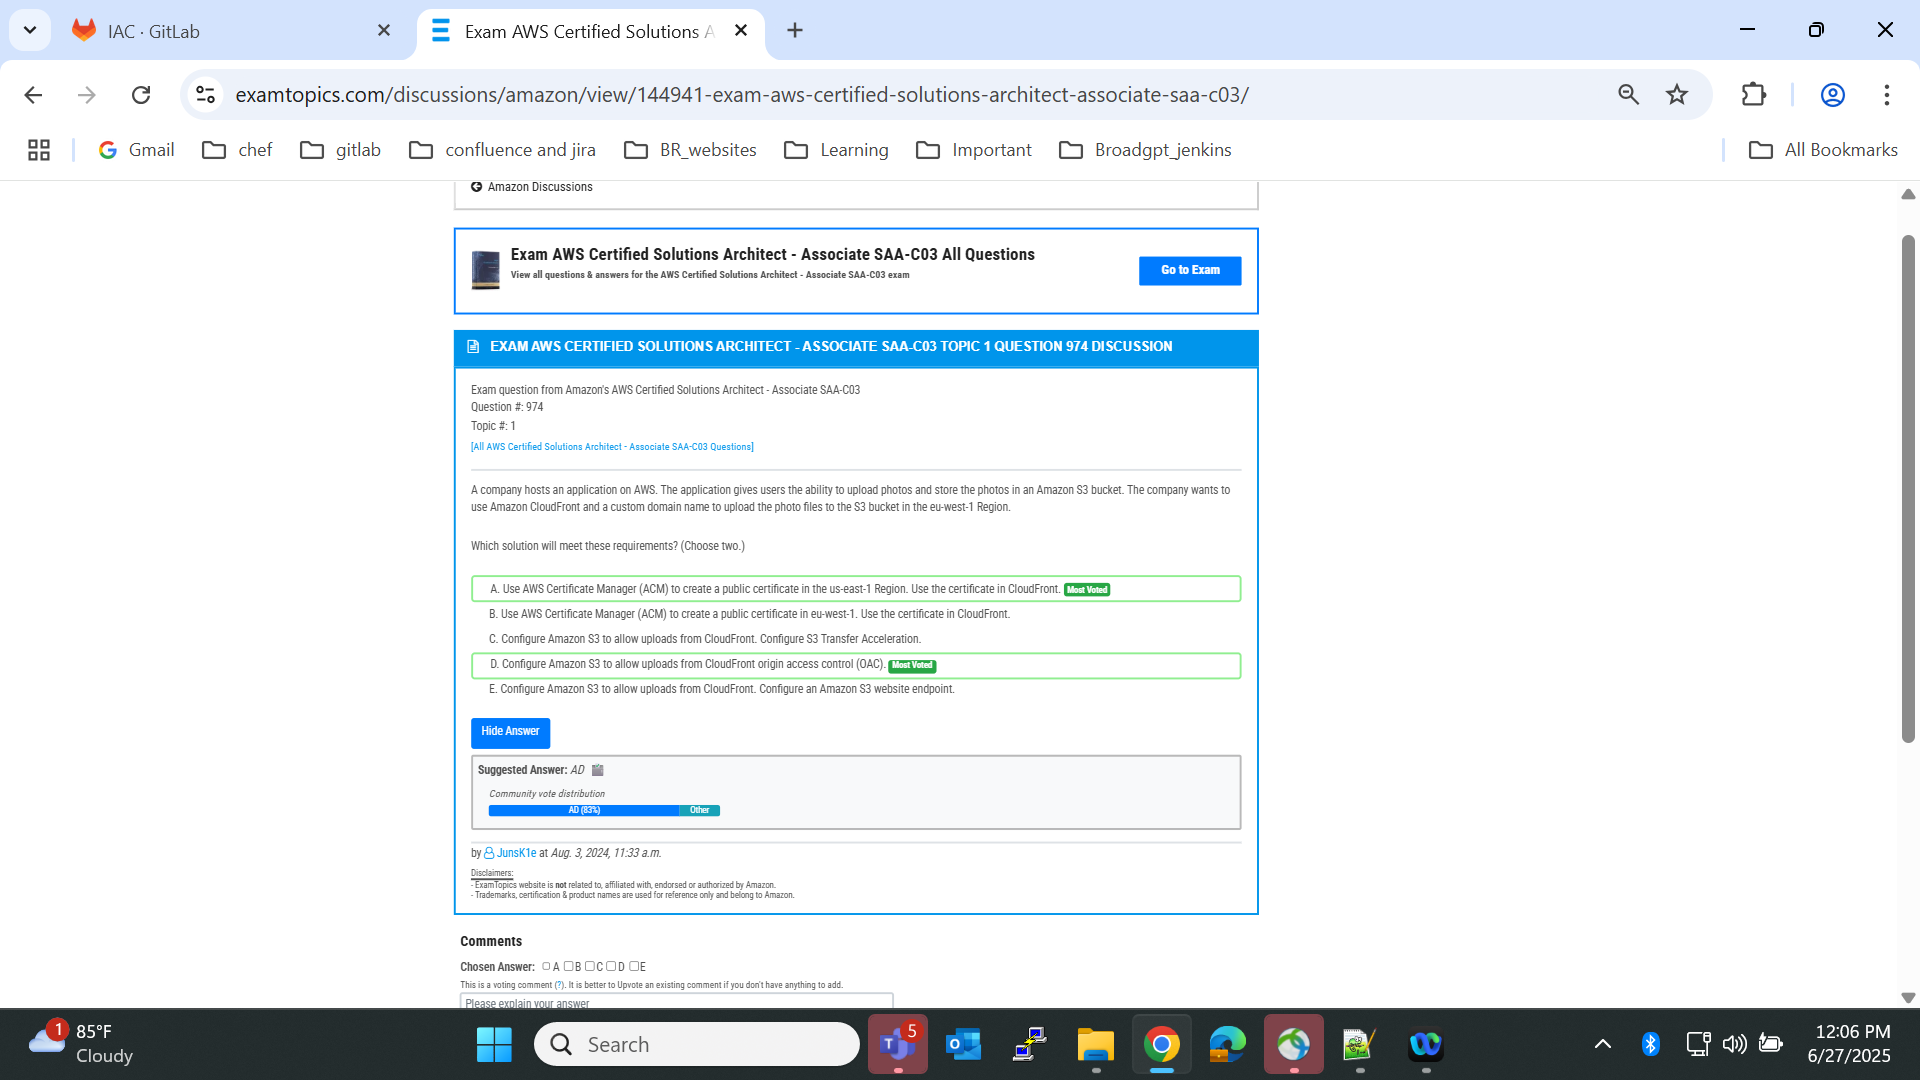 IAC · GitLab
Exam AWS Certified Solutions A
examtopics.com/discussions/amazon/view/144941-exam-aws-certified-solutions-architect-associate-saa-c03/
Gmail
chef
gitlab
confluence and jira
BR_websites
Learning
Important
Broadgpt_jenkins
All Bookmarks
Amazon Discussions
Exam AWS Certified Solutions Architect - Associate SAA-C03 All Questions
View all questions & answers for the AWS Certified Solutions Architect - Associate SAA-C03 exam
Go to Exam
EXAM AWS CERTIFIED SOLUTIONS ARCHITECT - ASSOCIATE SAA-C03 TOPIC 1 QUESTION 974 DISCUSSION
Exam question from Amazon's AWS Certified Solutions Architect - Associate SAA-C03
Question #: 974
Topic #: 1
[All AWS Certified Solutions Architect - Associate SAA-C03 Questions]
A company hosts an application on AWS. The application gives users the ability to upload photos and store the photos in an Amazon S3 bucket. The company wants to
use Amazon CloudFront and a custom domain name to upload the photo files to the S3 bucket in the eu-west-1 Region.
Which solution will meet these requirements? (Choose two.)
A. Use AWS Certificate Manager (ACM) to create a public certificate in the us-east-1 Region. Use the certificate in CloudFront. Most Voted
B. Use AWS Certificate Manager (ACM) to create a public certificate in eu-west-1. Use the certificate in CloudFront.
C. Configure Amazon S3 to allow uploads from CloudFront. Configure S3 Transfer Acceleration.
D. Configure Amazon S3 to allow uploads from CloudFront origin access control (OAC). Most Voted
E. Configure Amazon S3 to allow uploads from CloudFront. Configure an Amazon S3 website endpoint.
Hide Answer
Suggested Answer: AD
Community vote distribution
AD (83%) Other
by JunsK1e at Aug. 3, 2024, 11:33 a.m.
Disclaimers:
- ExamTopics website is not related to, affiliated with, endorsed or authorized by Amazon.
- Trademarks, certification & product names are used for reference only and belong to Amazon.
Comments
Chosen Answer: A B C D E
This is a voting comment (?). It is better to Upvote an existing comment if you don't have anything to add.
Please explain your answer
1
85°F
Cloudy
Search
5
12:06 PM
6/27/2025